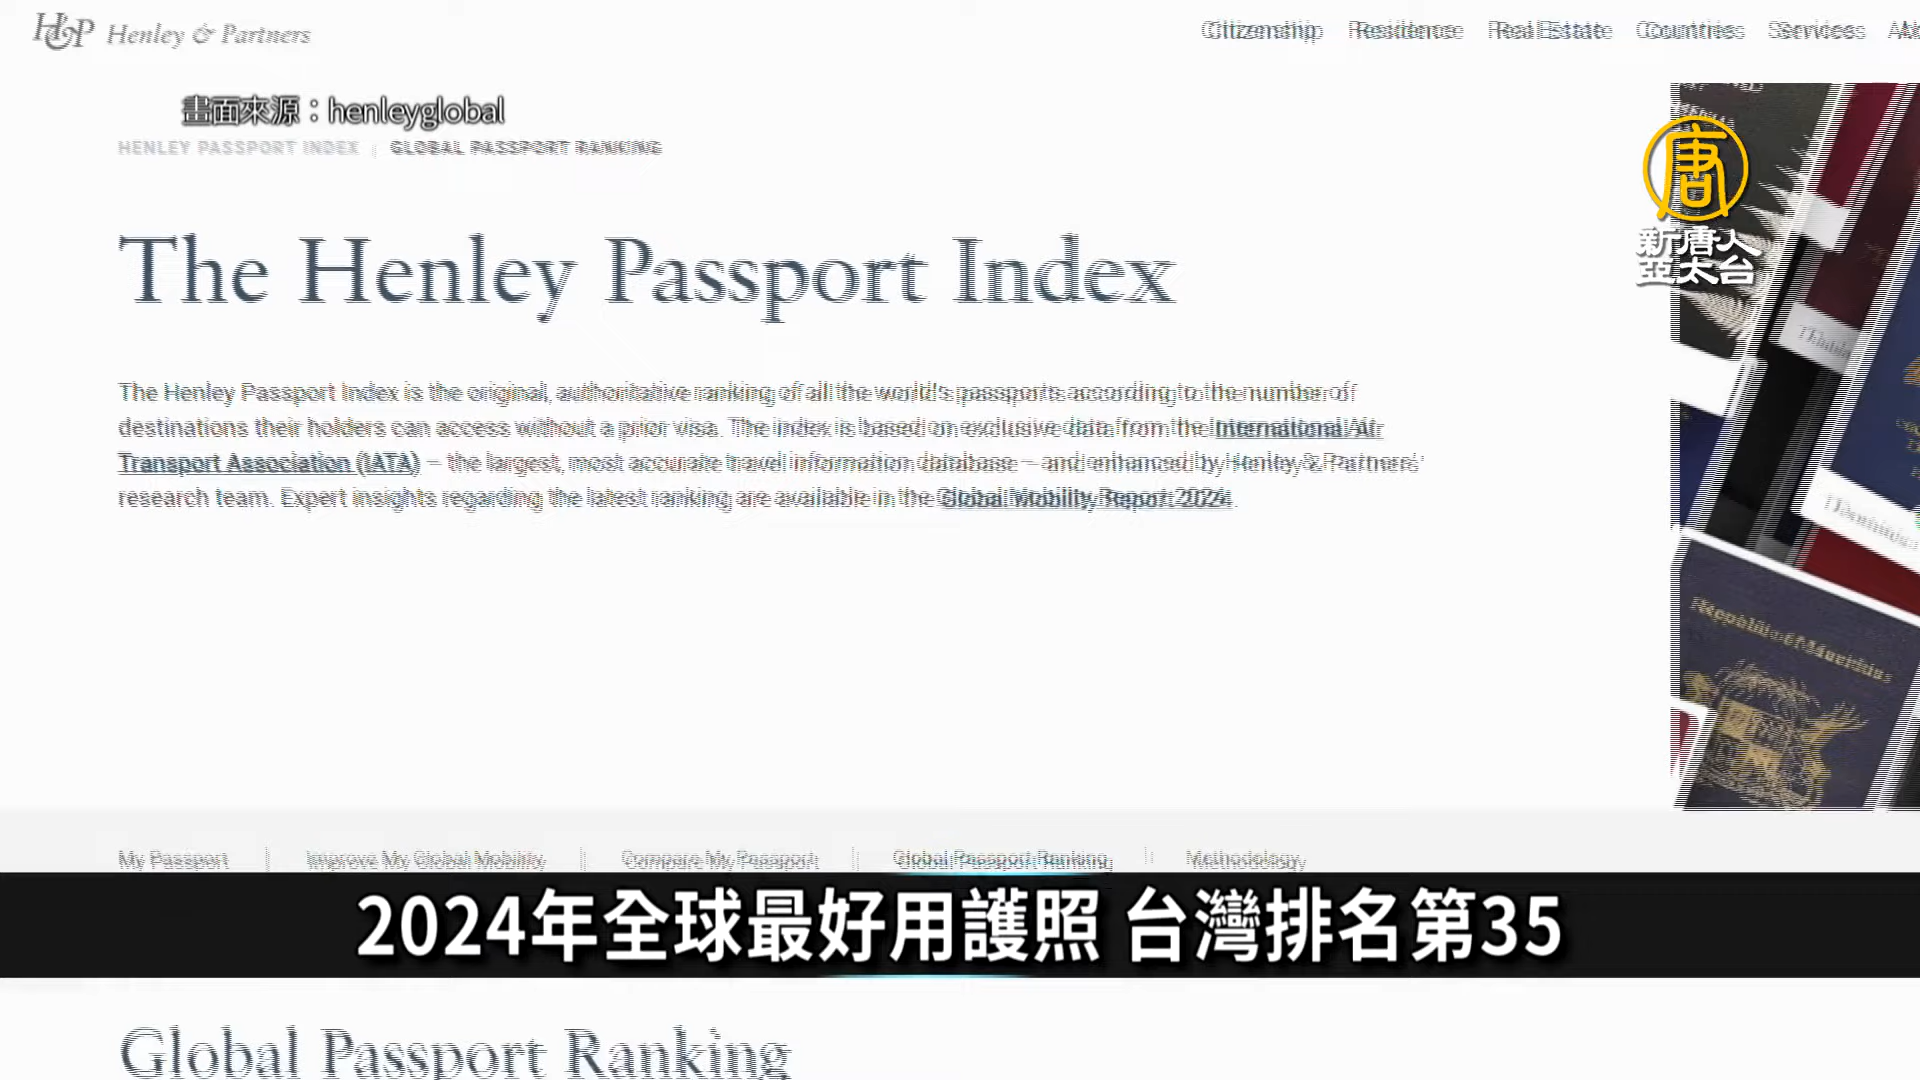 H&P Henley & Partners
Citizenship Residence Real Estate Countries Services
畫面來源：henleyglobal
HENLEY PASSPORT INDEX | GLOBAL PASSPORT RANKING
唐
新唐人
亞太台
The Henley Passport Index
The Henley Passport Index is the original, authoritative ranking of all the world's passports according to the number of
destinations their holders can access without a prior visa. The index is based on exclusive data from the International Air
Transport Association (IATA) – the largest, most accurate travel information database – and enhanced by Henley & Partners'
research team. Expert insights regarding the latest ranking are available in the Global Mobility Report 2024.
Republic of Mauritius
My Passport | Improve My Global Mobility | Compare My Passport | Global Passport Ranking | Methodology
2024年全球最好用護照 台灣排名第35
Global Passport Ranking